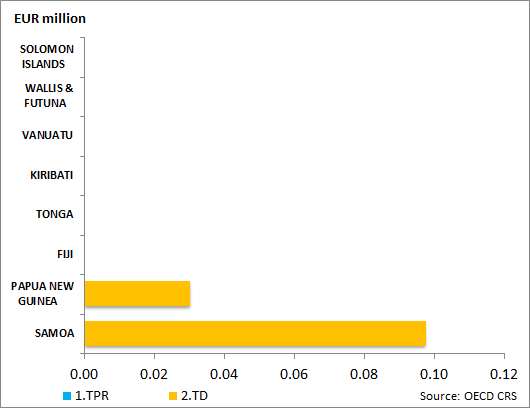 EUR million
SOLOMON
ISLANDS
WALLIS &
FUTUNA
VANUATU
KIRIBATI
TONGA
FIJI
PAPUA NEW
GUINEA
SAMOA
0.00 0.02 0.04 0.06 0.08 0.10 0.12
1.TPR 2.TD Source: OECD CRS